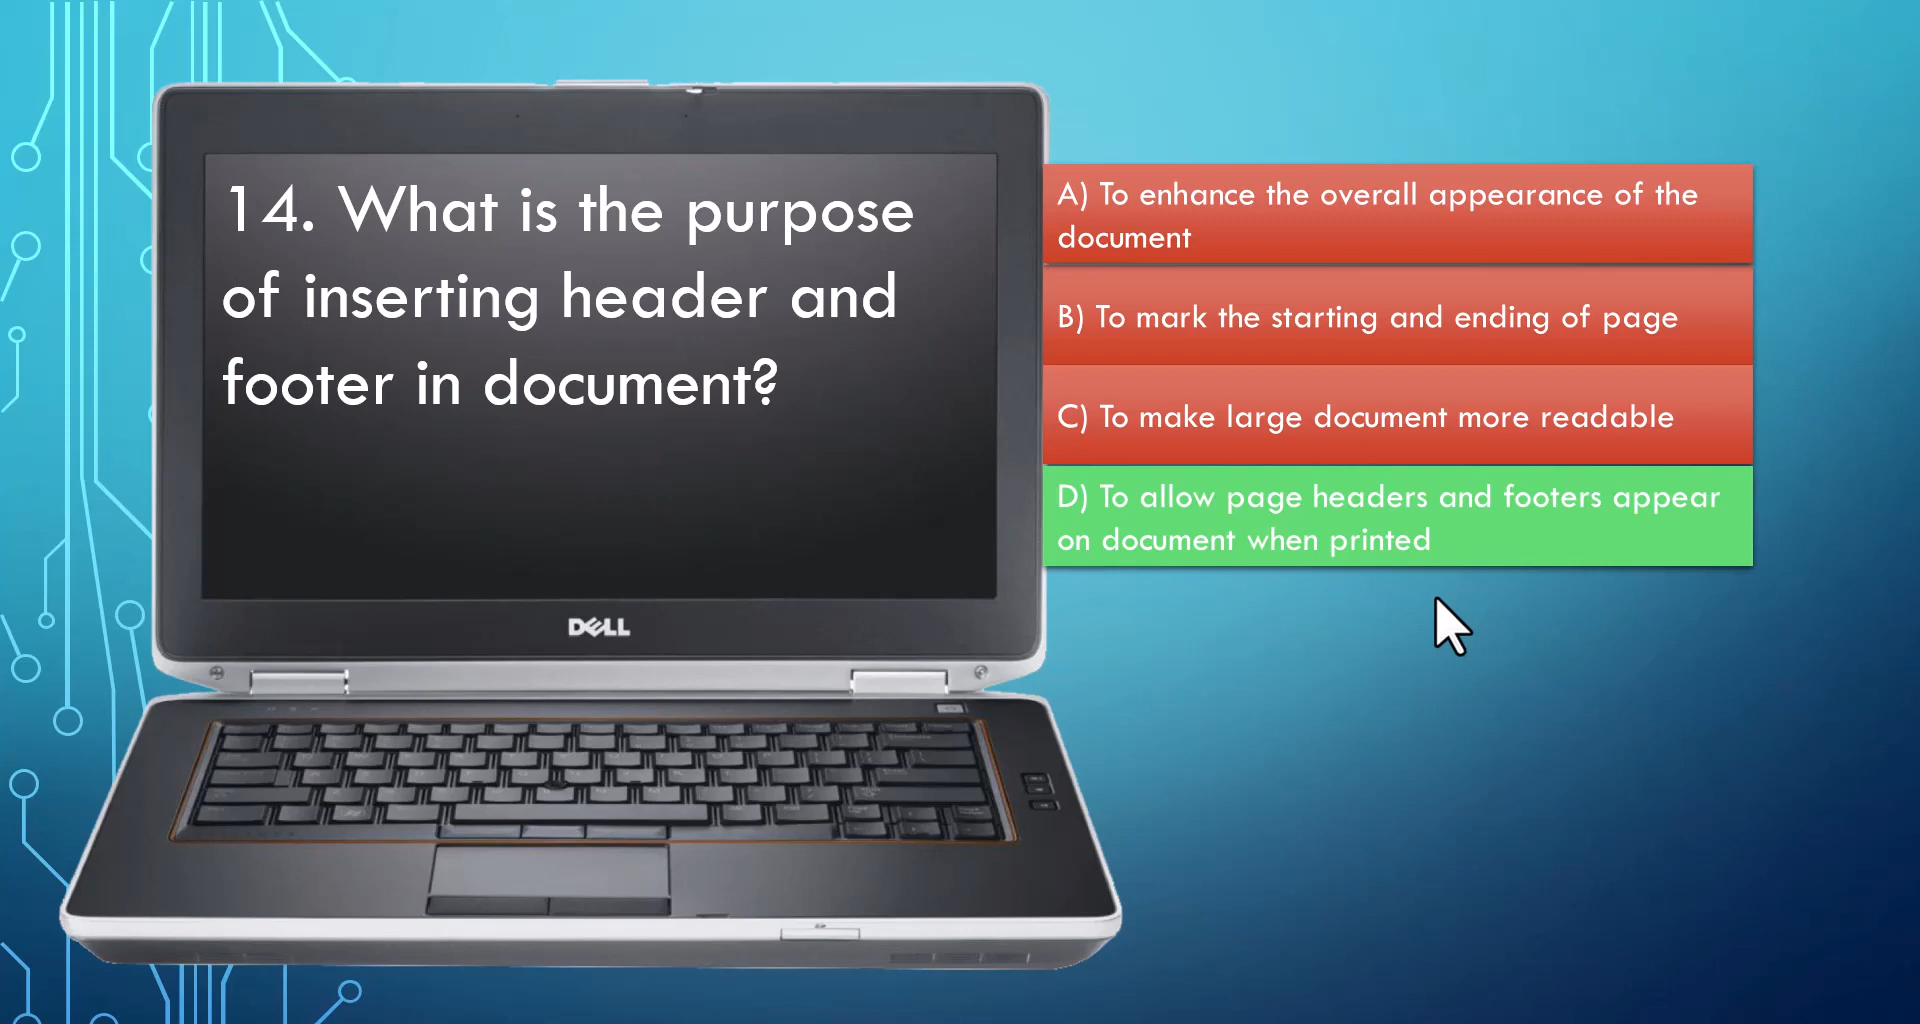 14. What is the purpose
of inserting header and
footer in document?
A) To enhance the overall appearance of the
document
B) To mark the starting and ending of page
C) To make large document more readable
D) To allow page headers and footers appear
on document when printed
DELL